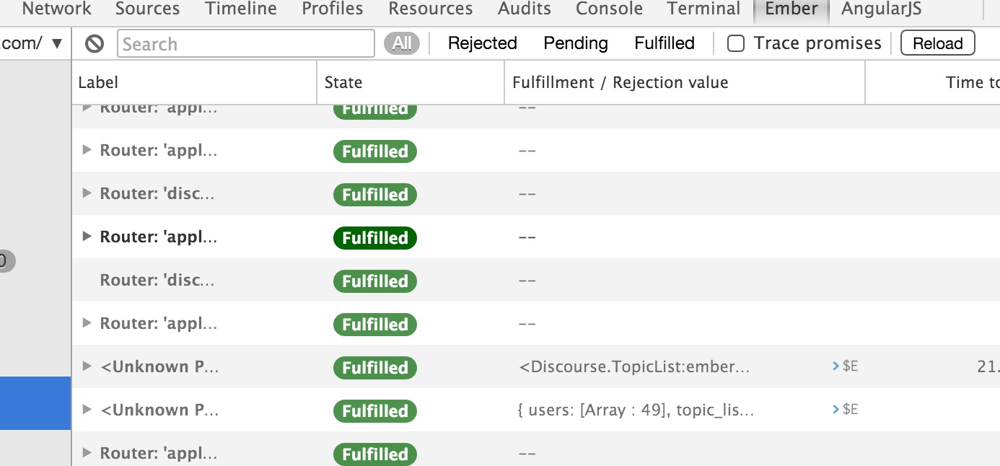 Network Sources Timeline Profiles Resources Audits Console Terminal Ember AngularJS
.com/ ▼ Search All Rejected Pending Fulfilled Trace promises Reload
Label State Fulfillment / Rejection value Time to
Router: 'appl... Fulfilled --
Router: 'appl... Fulfilled --
Router: 'disc... Fulfilled --
Router: 'appl... Fulfilled --
0
Router: 'disc... Fulfilled --
Router: 'appl... Fulfilled --
<Unknown P... Fulfilled <Discourse.TopicList:ember... >$E 21.
<Unknown P... Fulfilled { users: [Array : 49], topic_lis... >$E
Router: 'appl... Fulfilled --